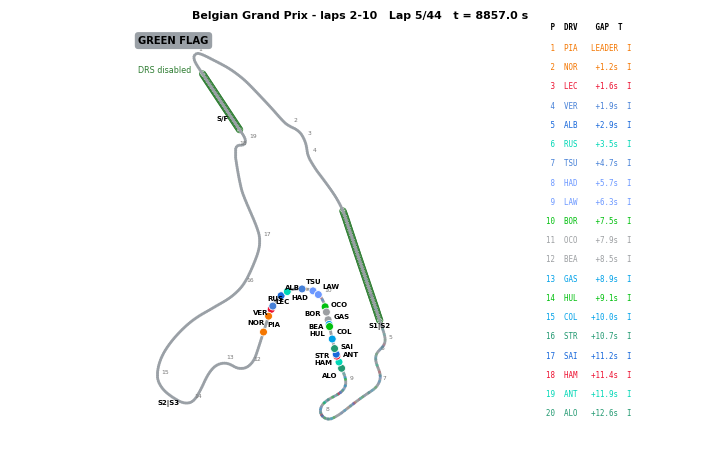 Belgian Grand Prix - laps 2-10   Lap 5/44   t = 8857.0 s
GREEN FLAG
DRS disabled
P  DRV  GAP  T
1  PIA  LEADER  I
2  NOR  +1.2s  I
3  LEC  +1.6s  I
4  VER  +1.9s  I
5  ALB  +2.9s  I
6  RUS  +3.5s  I
7  TSU  +4.7s  I
8  HAD  +5.7s  I
9  LAW  +6.3s  I
10  BOR  +7.5s  I
11  OCO  +7.9s  I
12  BEA  +8.5s  I
13  GAS  +8.9s  I
14  HUL  +9.1s  I
15  COL  +10.0s  I
16  STR  +10.7s  I
17  SAI  +11.2s  I
18  HAM  +11.4s  I
19  ANT  +11.9s  I
20  ALO  +12.6s  I
S/F
2
3
4
19
17
16
S1|S2
5
7
8
9
12
13
14
15
S2|S3
TSU
ALB
LAW
HAD
RUS
LEC
OCO
VER
BOR
GAS
NOR
PIA
BEA
HUL
COL
SAI
STR
ANT
HAM
ALO